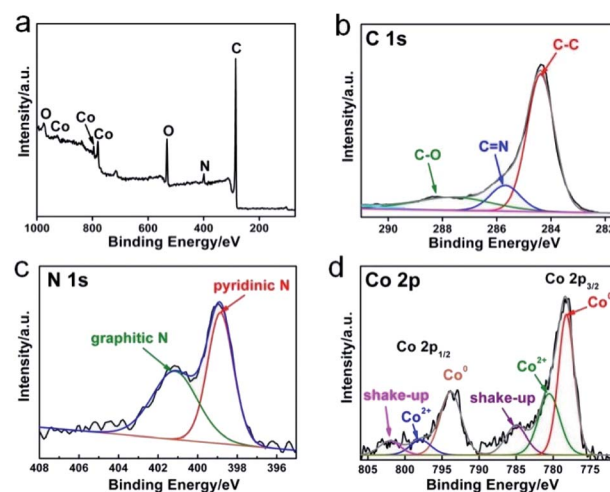 a
C
O
Co
Co
Co
O
N
Intensity/a.u.
1000 800 600 400 200
Binding Energy/eV
b
C 1s
C-C
C=N
C-O
Intensity/a.u.
290 288 286 284 282
Binding Energy/eV
c
N 1s
pyridinic N
graphitic N
Intensity/a.u.
408 406 404 402 400 398 396
Binding Energy/eV
d
Co 2p
Co 2p3/2
Co0
Co 2p1/2
Co0
Co2+
shake-up
shake-up
Co2+
Intensity/a.u.
805 800 795 790 785 780 775
Binding Energy/eV